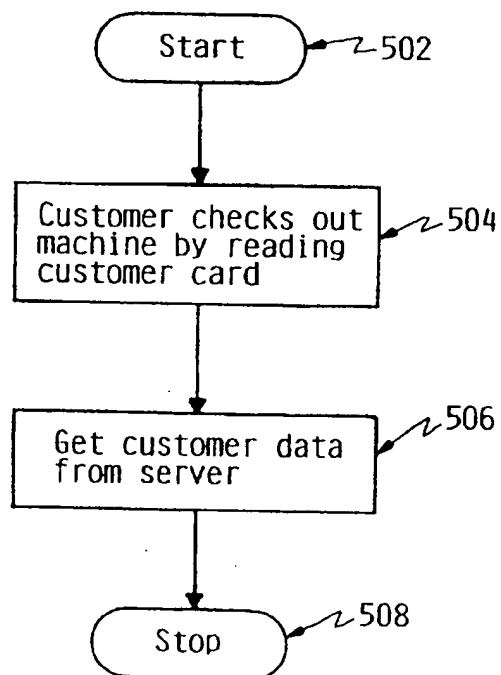 Start
502
Customer checks out
machine by reading
customer card
504
Get customer data
from server
506
Stop
508